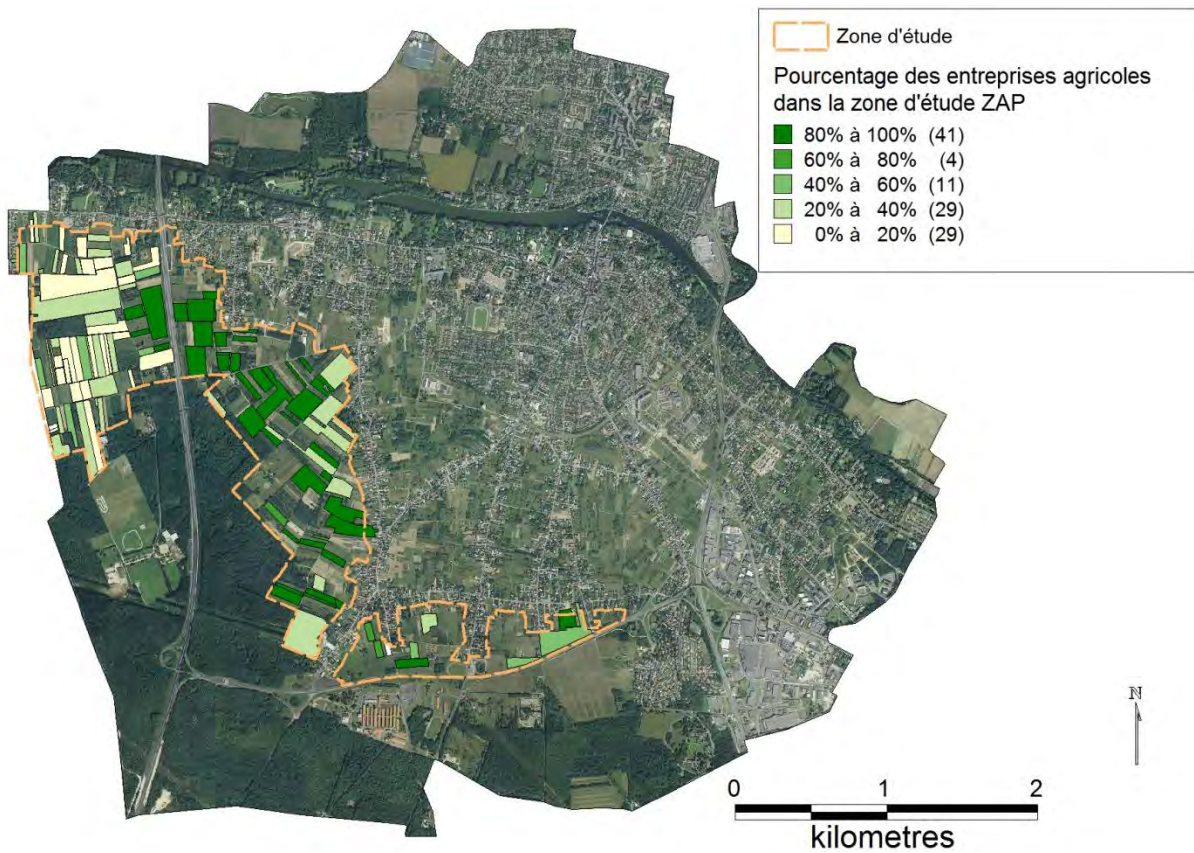 Zone d'étude
Pourcentage des entreprises agricoles
dans la zone d'étude ZAP
80% à 100% (41)
60% à 80% (4)
40% à 60% (11)
20% à 40% (29)
0% à 20% (29)
N
0 1 2
kilometres